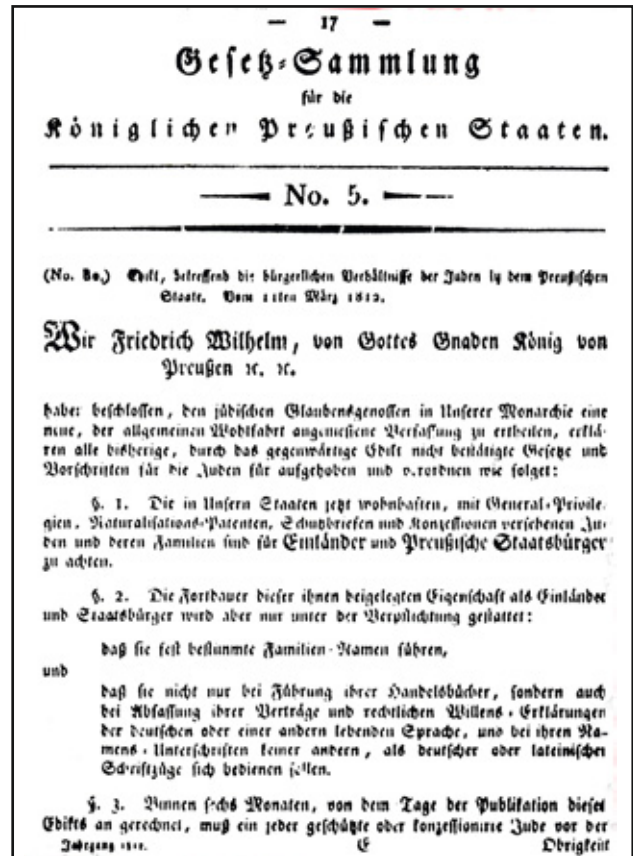 — 17 —
Gesetz-Sammlung
für die
Königlichen Preußischen Staaten.
No. 5.
(No. 80.) Edikt, betreffend die bürgerlichen Verhältnisse der Juden in dem Preußischen
Staate. Vom 11ten März 1812.
Wir Friedrich Wilhelm, von Gottes Gnaden König von
Preußen ꝛc. ꝛc.
haben beschlossen, den jüdischen Glaubensgenossen in Unserer Monarchie eine
neue, der allgemeinen Wohlfahrt angemessene Verfassung zu ertheilen, erklä-
ren alle bisherige, durch das gegenwärtige Edikt nicht bestätigte Gesetze und
Vorschriften für die Juden für aufgehoben und verordnen wie folget:
§. 1. Die in Unsern Staaten jetzt wohnhaften, mit General-Privile-
gien, Naturalisations-Patenten, Schutzbriefen und Konzessionen versehenen Ju-
den und deren Familien sind für Einländer und Preußische Staatsbürger
zu achten.
§. 2. Die Fortdauer dieser ihnen beigelegten Eigenschaft als Einländer
und Staatsbürger wird aber nur unter der Verpflichtung gestattet:
daß sie fest bestimmte Familien-Namen führen,
und
daß sie nicht nur bei Führung ihrer Handelsbücher, sondern auch
bei Abfassung ihrer Verträge und rechtlichen Willens-Erklärungen
der deutschen oder einer andern lebenden Sprache, und bei ihren Na-
mens-Unterschriften keiner andern, als deutscher oder lateinischer
Schriftzüge sich bedienen sollen.
§. 3. Binnen sechs Monaten, von dem Tage der Publikation dieses
Edikts an gerechnet, muß ein jeder geschützte oder konzessionirte Jude vor der
Jahrgang 1812. E Obrigkeit